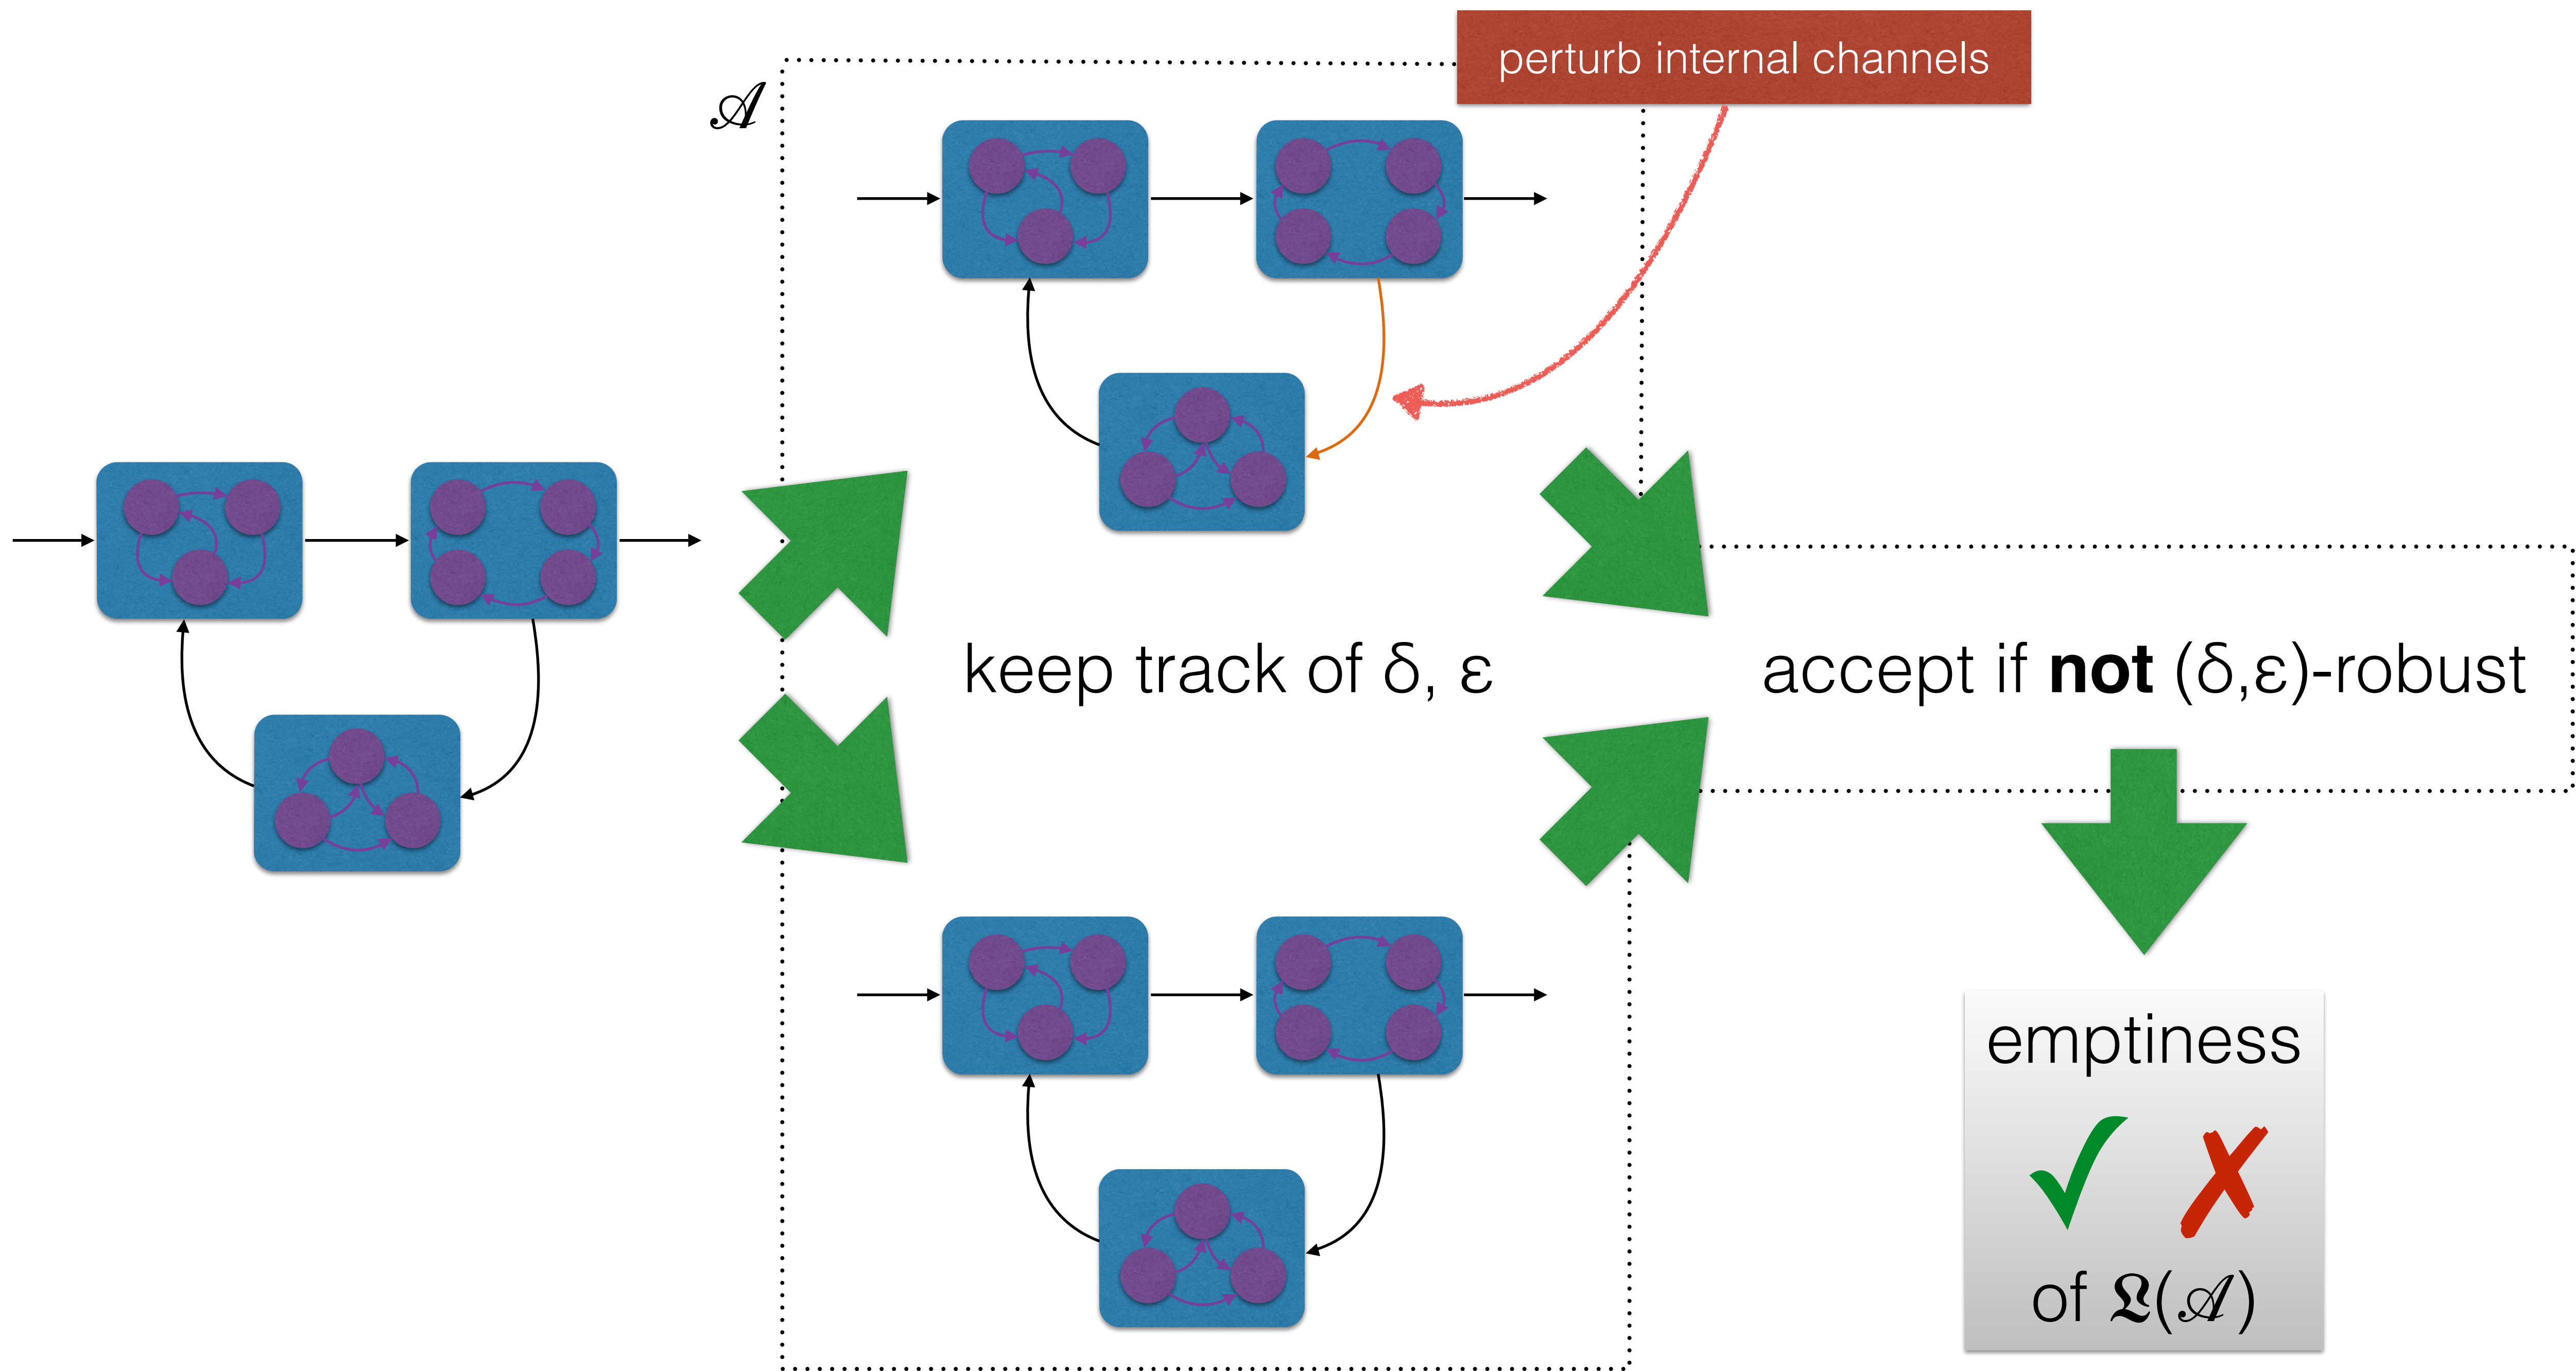 perturb internal channels
𝒜
keep track of δ, ε
accept if not (δ,ε)-robust
emptiness
✓ ✗
of 𝔏(𝒜)